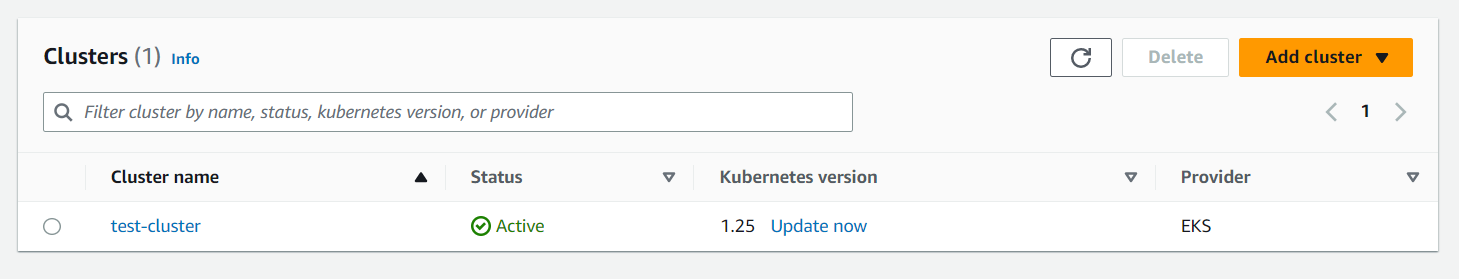 Clusters (1) Info
Delete
Add cluster
Filter cluster by name, status, kubernetes version, or provider
1
Cluster name Status Kubernetes version Provider
test-cluster Active 1.25 Update now EKS